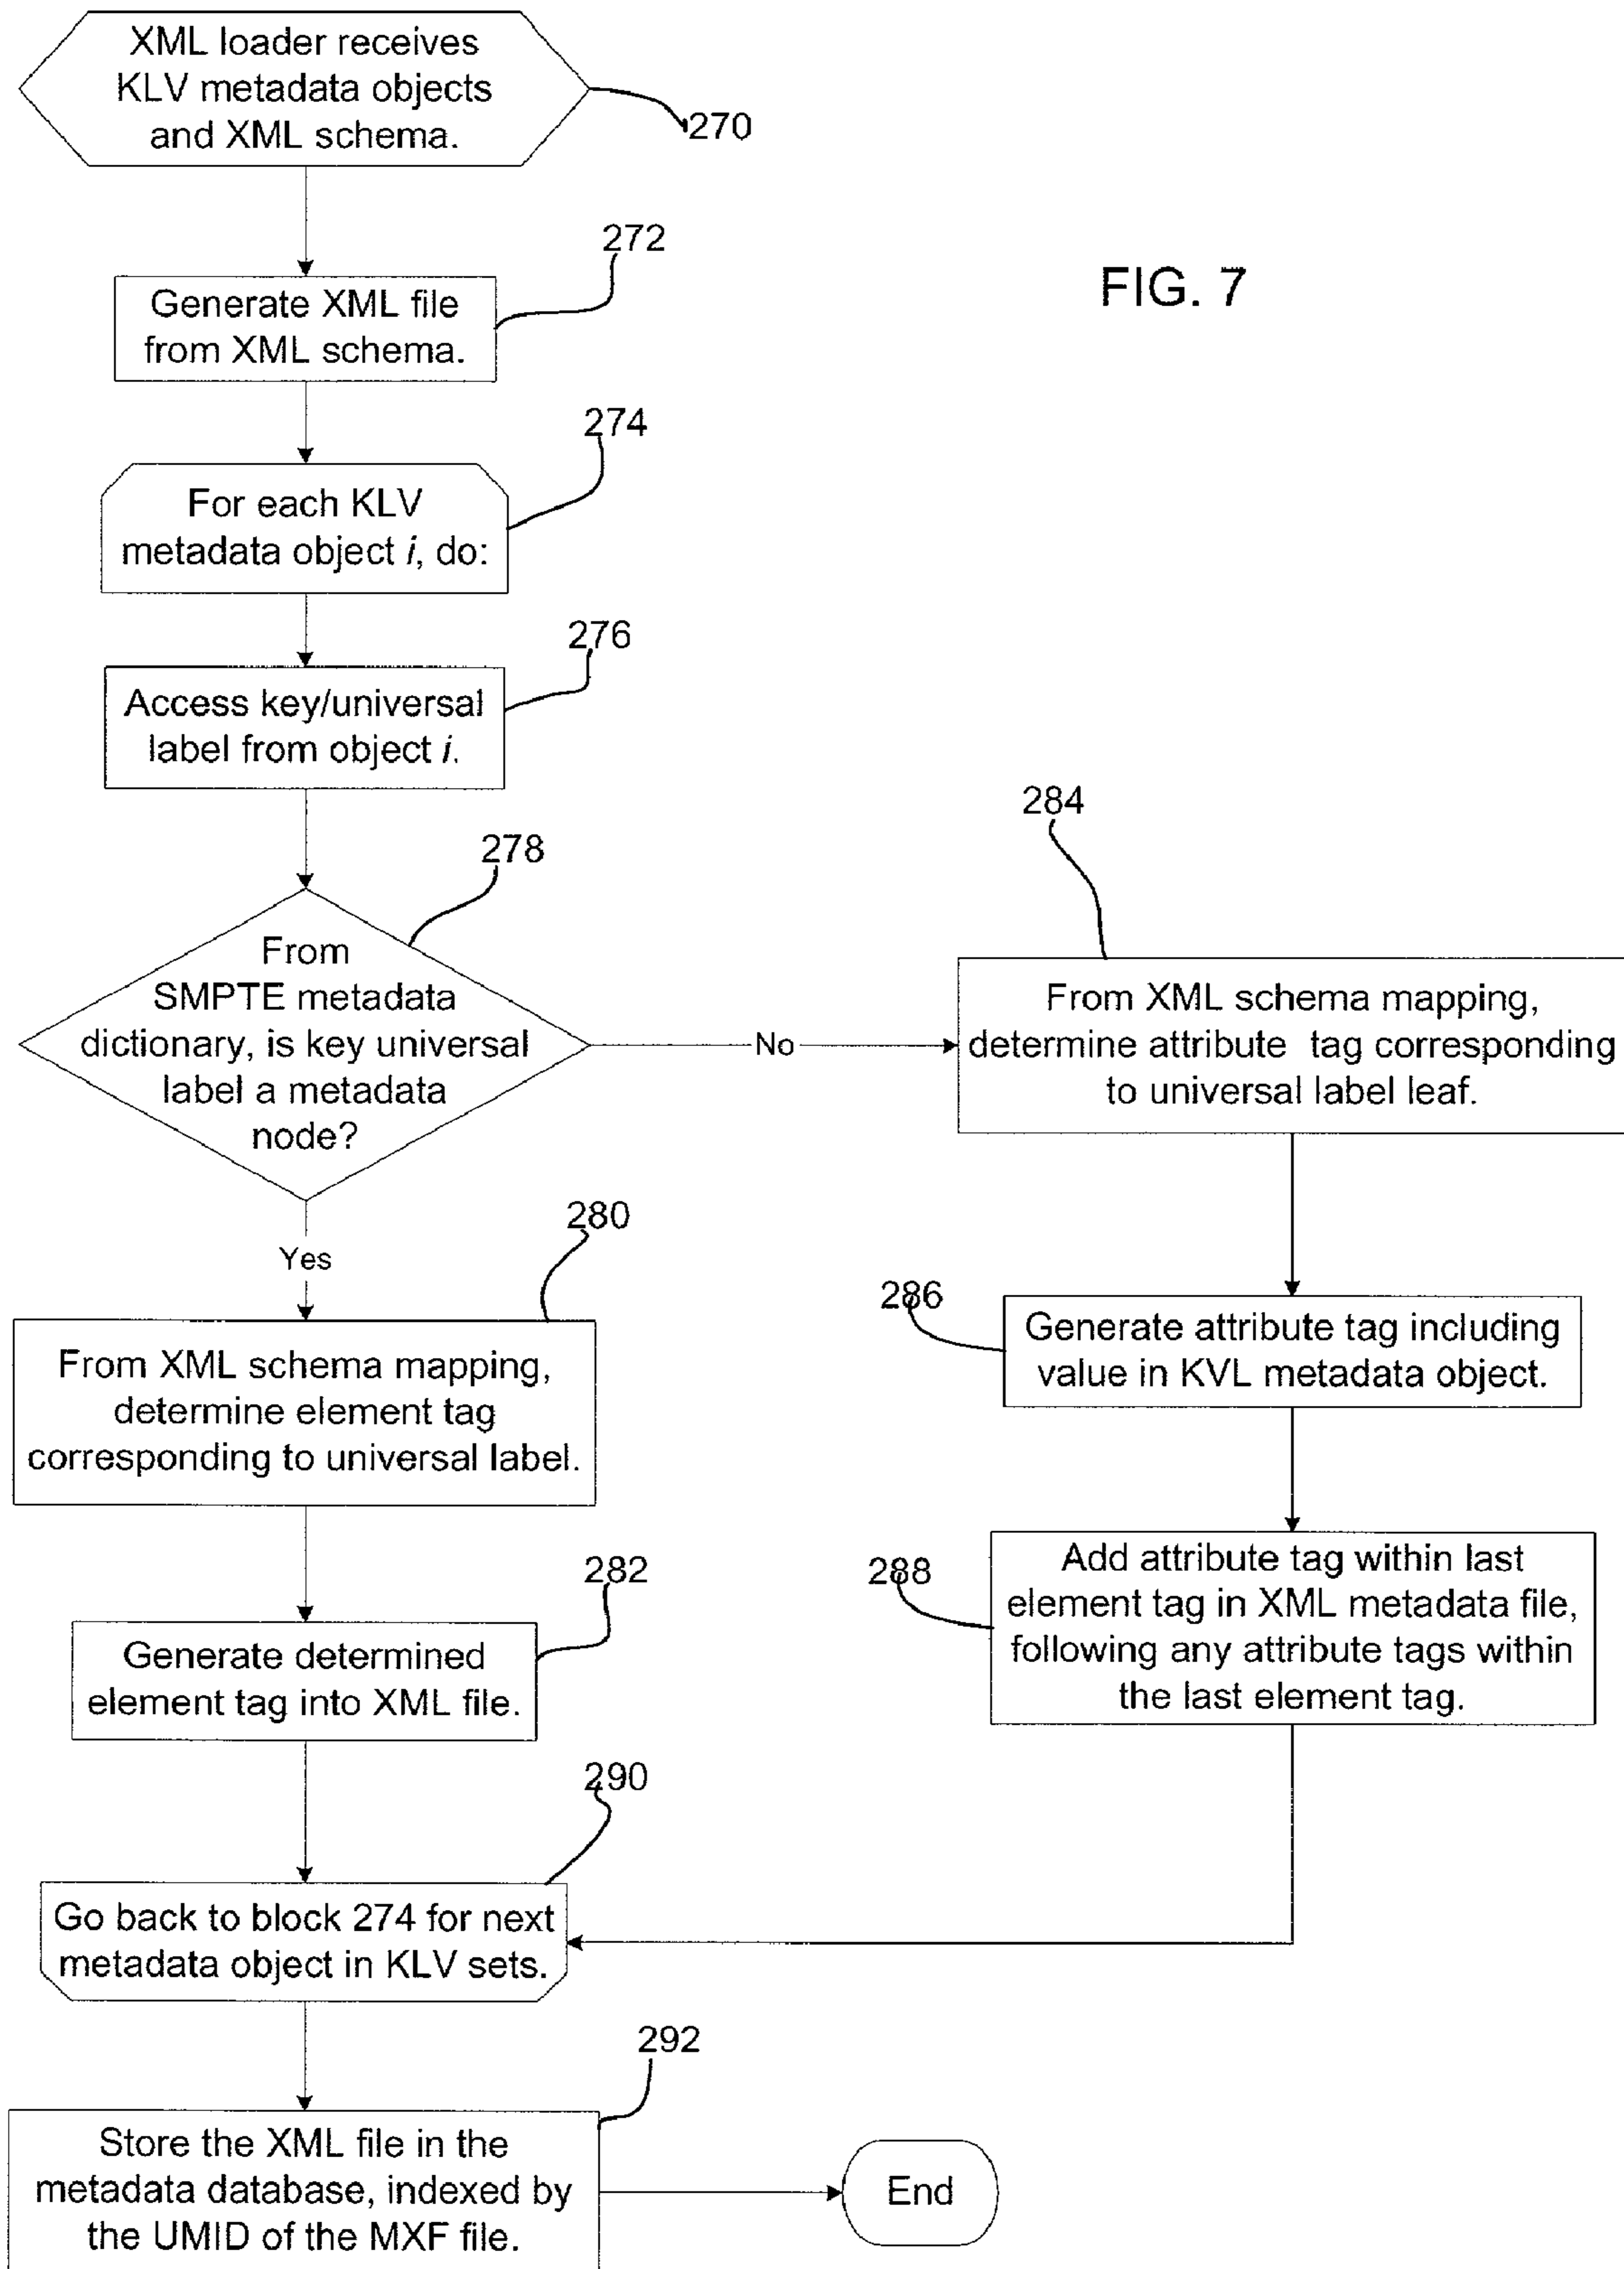 XML loader receives
KLV metadata objects
and XML schema.
270
272
FIG. 7
Generate XML file
from XML schema.
274
For each KLV
metadata object i, do:
276
Access key/universal
label from object i.
278
From
SMPTE metadata
dictionary, is key universal
label a metadata
node?
No
Yes
284
From XML schema mapping,
determine attribute tag corresponding
to universal label leaf.
280
From XML schema mapping,
determine element tag
corresponding to universal label.
286
Generate attribute tag including
value in KVL metadata object.
282
Generate determined
element tag into XML file.
288
Add attribute tag within last
element tag in XML metadata file,
following any attribute tags within
the last element tag.
290
Go back to block 274 for next
metadata object in KLV sets.
292
Store the XML file in the
metadata database, indexed by
the UMID of the MXF file.
End